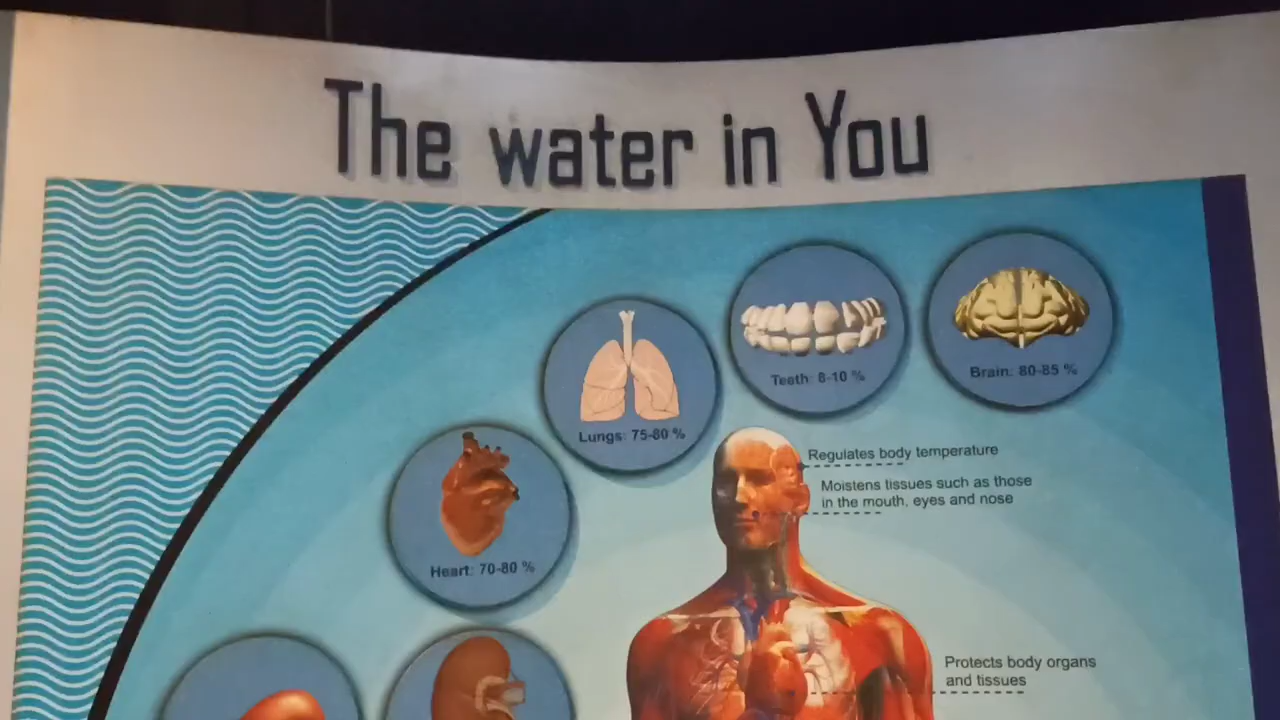 The water in You
Teeth: 8-10 %
Brain: 80-85 %
Lungs: 75-80 %
Regulates body temperature
Moistens tissues such as those
in the mouth, eyes and nose
Heart: 70-80 %
Protects body organs
and tissues